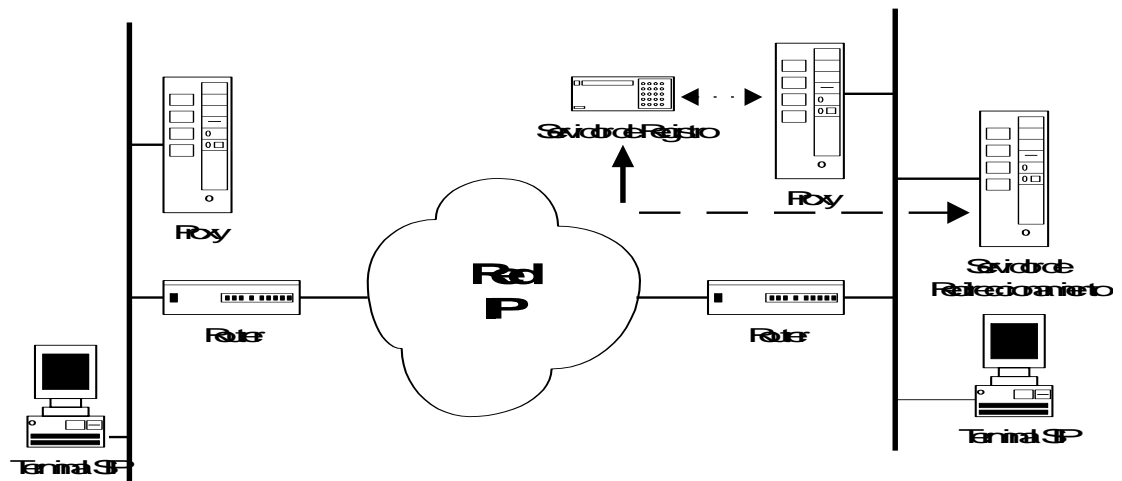 Servidor de Registro
Proxy
Proxy
Red
IP
Servidor de
Redireccionamiento
Router
Router
Terminal SIP
Terminal SIP